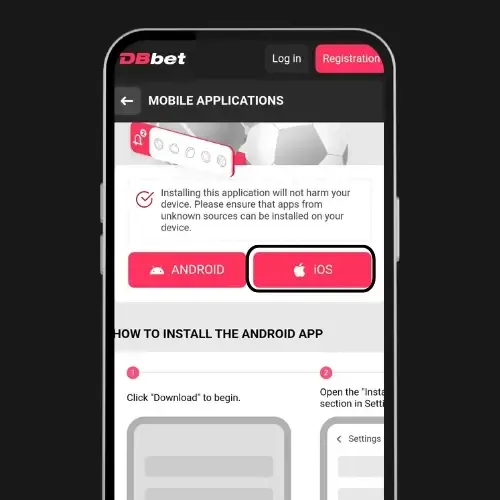 DBbet
Log in
Registration
MOBILE APPLICATIONS
2
Installing this application will not harm your
device. Please ensure that apps from
unknown sources can be installed on your
device.
ANDROID
iOS
HOW TO INSTALL THE ANDROID APP
1
2
Click "Download" to begin.
Open the "Insta
section in Setti
Settings